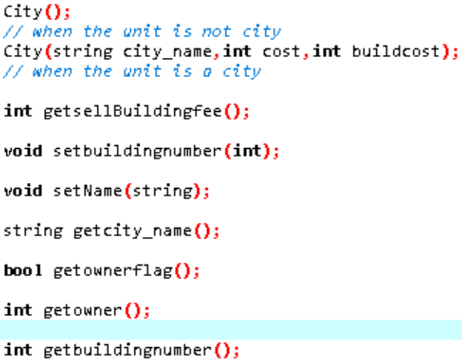 City();
// when the unit is not city
City(string city_name,int cost,int buildcost);
// when the unit is a city
int getsellBuildingfee();
void setbuildingnumber(int);
void setName(string);
string getcity_name();
bool getownerflag();
int getowner();
int getbuildingnumber();